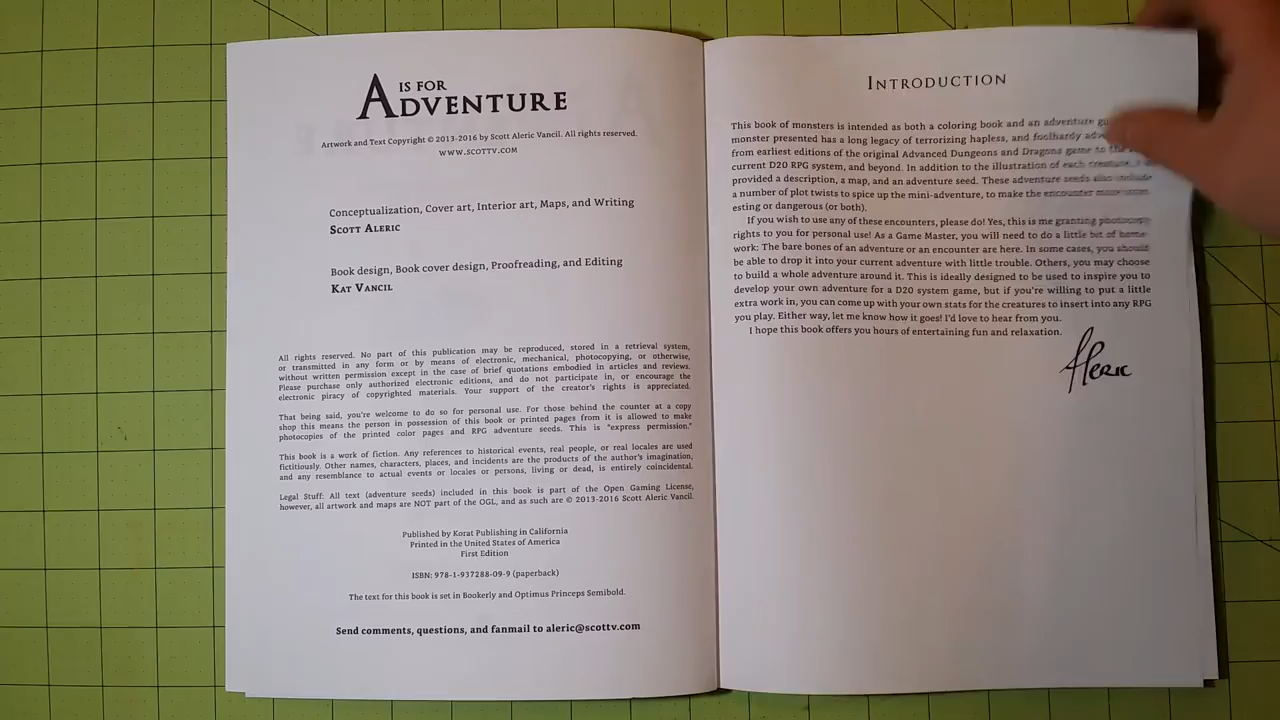 A IS FOR
ADVENTURE
Artwork and Text Copyright © 2013-2016 by Scott Aleric Vancil. All rights reserved.
WWW.SCOTTV.COM
Conceptualization, Cover art, Interior art, Maps, and Writing
SCOTT ALERIC
Book design, Book cover design, Proofreading, and Editing
KAT VANCIL
All rights reserved. No part of this publication may be reproduced, stored in a retrieval system,
or transmitted in any form or by means of electronic, mechanical, photocopying, or otherwise,
without written permission except in the case of brief quotations embodied in articles and reviews.
Please purchase only authorized electronic editions, and do not participate in, or encourage the
electronic piracy of copyrighted materials. Your support of the creator's rights is appreciated.
That being said, you're welcome to do so for personal use. For those behind the counter at a copy
shop this means the person in possession of this book or printed pages from it is allowed to make
photocopies of the printed color pages and RPG adventure seeds. This is "express permission."
This book is a work of fiction. Any references to historical events, real people, or real locales are used
fictitiously. Other names, characters, places, and incidents are the products of the author's imagination,
and any resemblance to actual events or locales or persons, living or dead, is entirely coincidental.
Legal Stuff: All text (adventure seeds) included in this book is part of the Open Gaming License,
however, all artwork and maps are NOT part of the OGL, and as such are © 2013-2016 Scott Aleric Vancil.
Published by Korat Publishing in California
Printed in the United States of America
First Edition
ISBN: 978-1-937288-09-9 (paperback)
The text for this book is set in Bookerly and Optimus Princeps Semibold.
Send comments, questions, and fanmail to aleric@scottv.com
INTRODUCTION
This book of monsters is intended as both a coloring book and an adventure
monster presented has a long legacy of terrorizing hapless, and foolhardy
from earliest editions of the original Advanced Dungeons and Dragons game to the
current D20 RPG system, and beyond. In addition to the illustration of each creature,
provided a description, a map, and an adventure seed. These adventure seeds also include
a number of plot twists to spice up the mini-adventure, to make the encounter more
esting or dangerous (or both).
If you wish to use any of these encounters, please do! Yes, this is me granting photocopy
rights to you for personal use! As a Game Master, you will need to do a little bit of home-
work: The bare bones of an adventure or an encounter are here. In some cases, you should
be able to drop it into your current adventure with little trouble. Others, you may choose
to build a whole adventure around it. This is ideally designed to be used to inspire you to
develop your own adventure for a D20 system game, but if you're willing to put a little
extra work in, you can come up with your own stats for the creatures to insert into any RPG
you play. Either way, let me know how it goes! I'd love to hear from you.
I hope this book offers you hours of entertaining fun and relaxation.
Aleric